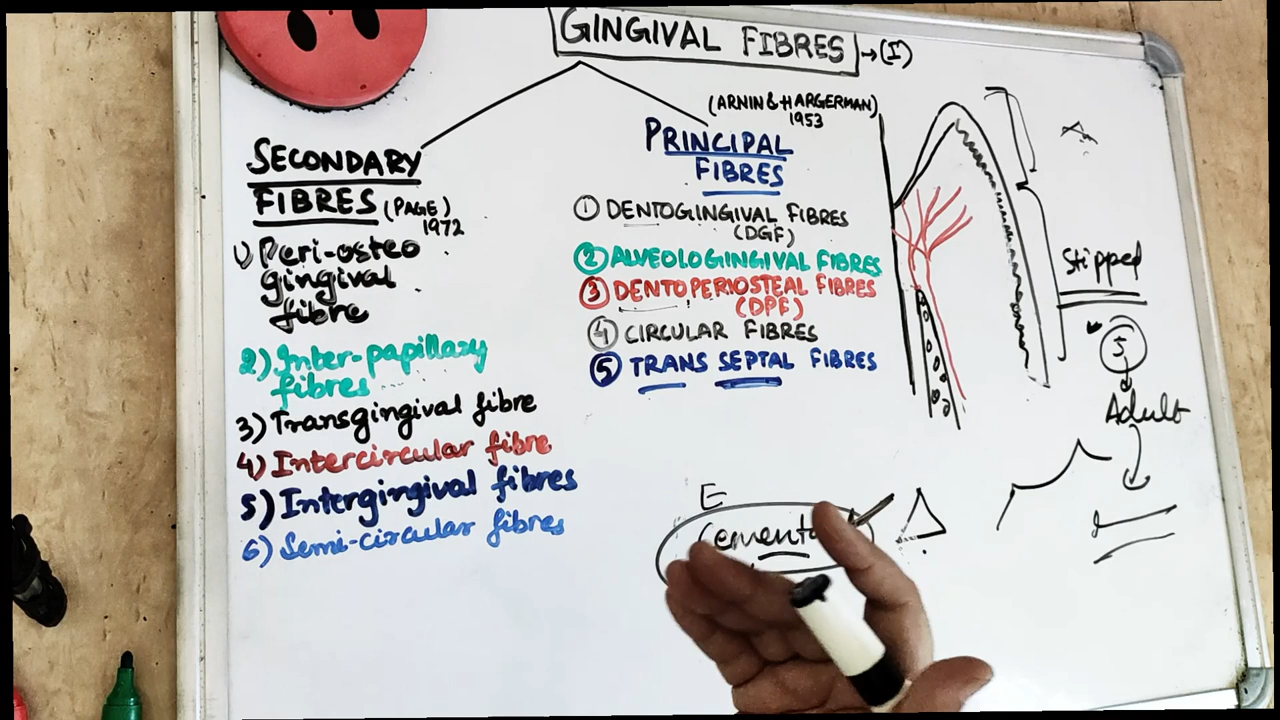 GINGIVAL FIBRES → (I)
SECONDARY
FIBRES (PAGE)
1972
1) Peri-osteo
gingival
fibre
2) Inter-papillary
fibres
3) Transgingival fibre
4) Intercircular fibre
5) Intergingival fibres
6) Semi-circular fibres
(ARNIN & HARGERMAN)
1953
PRINCIPAL
FIBRES
① DENTOGINGIVAL FIBRES
(DGF)
② ALVEOLOGINGIVAL FIBRES
③ DENTOPERIOSTEAL FIBRES
(DPF)
④ CIRCULAR FIBRES
⑤ TRANS SEPTAL FIBRES
Stipped
5
Adult
E
Cement